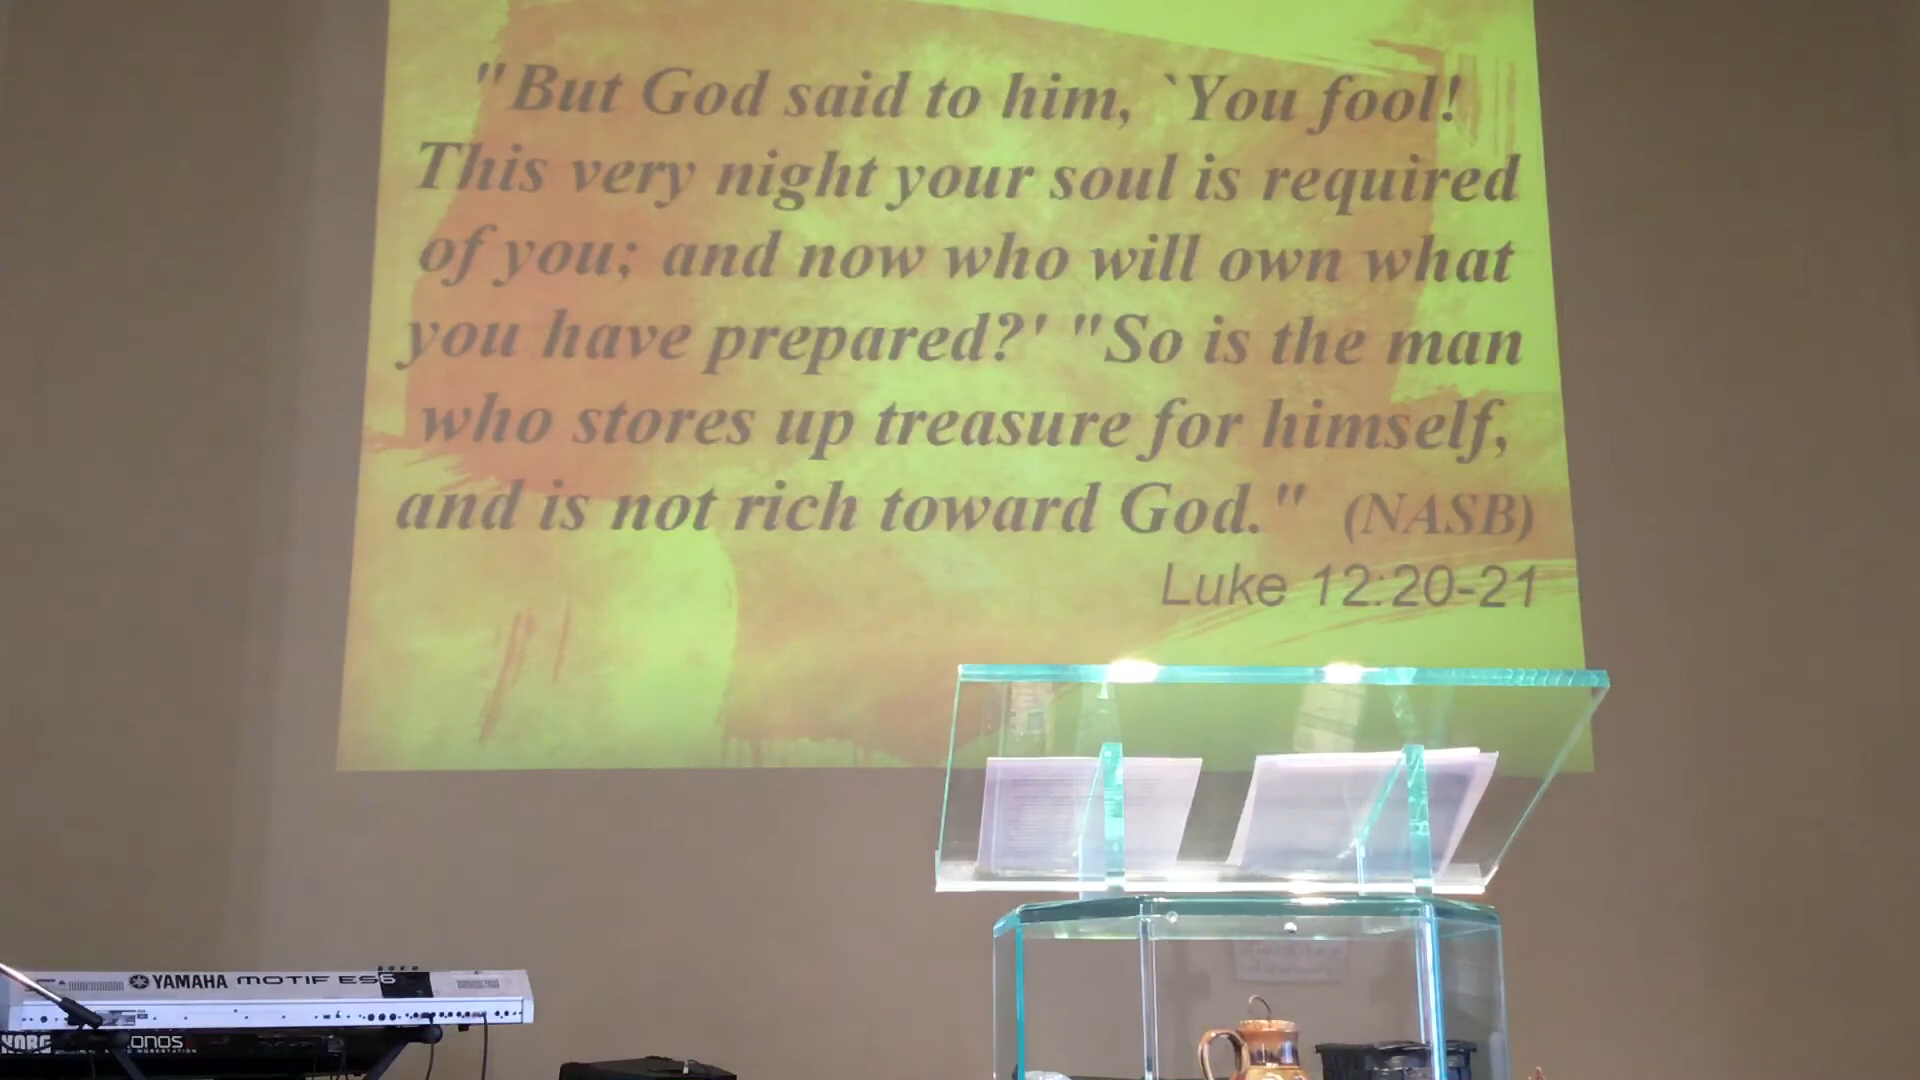 "But God said to him, `You fool!
This very night your soul is required
of you; and now who will own what
you have prepared?' "So is the man
who stores up treasure for himself,
and is not rich toward God." (NASB)
Luke 12:20-21
YAMAHA MOTIF ES6
KORG